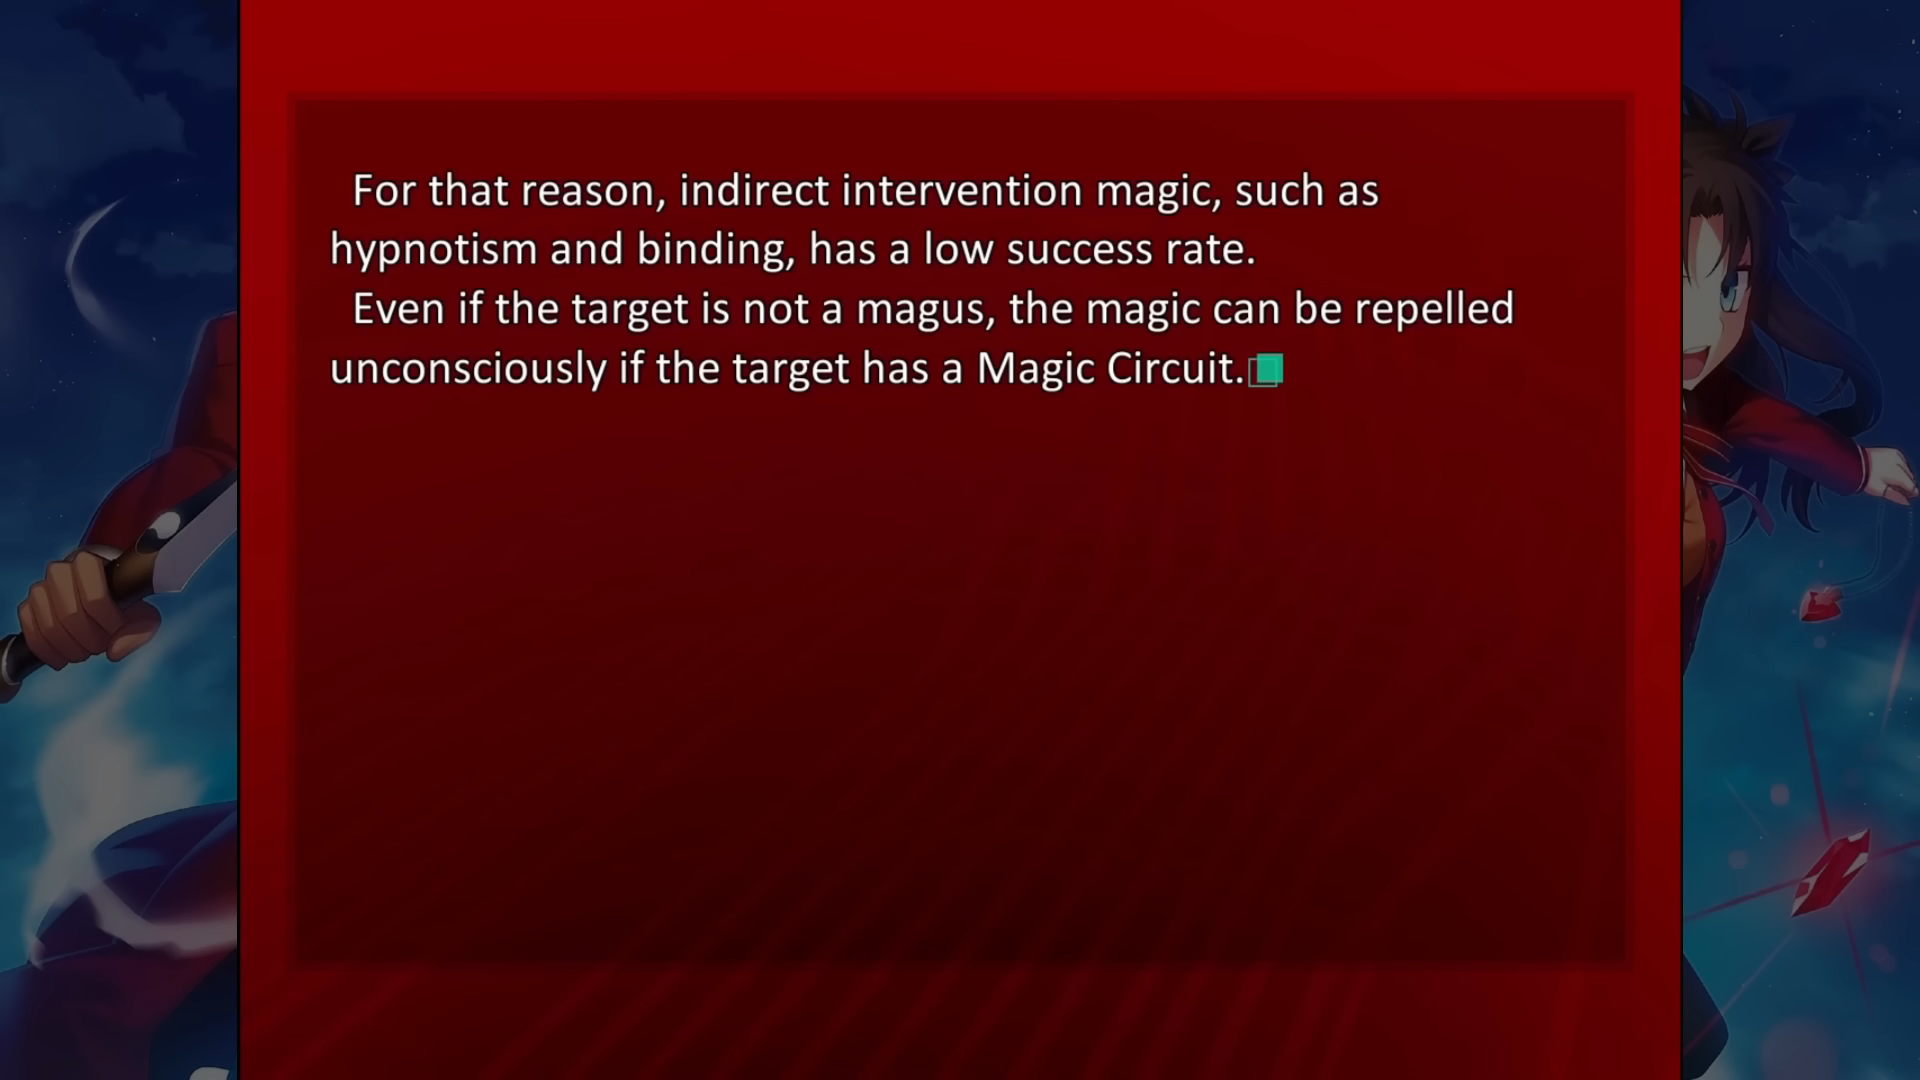 For that reason, indirect intervention magic, such as
hypnotism and binding, has a low success rate.
Even if the target is not a magus, the magic can be repelled
unconsciously if the target has a Magic Circuit.